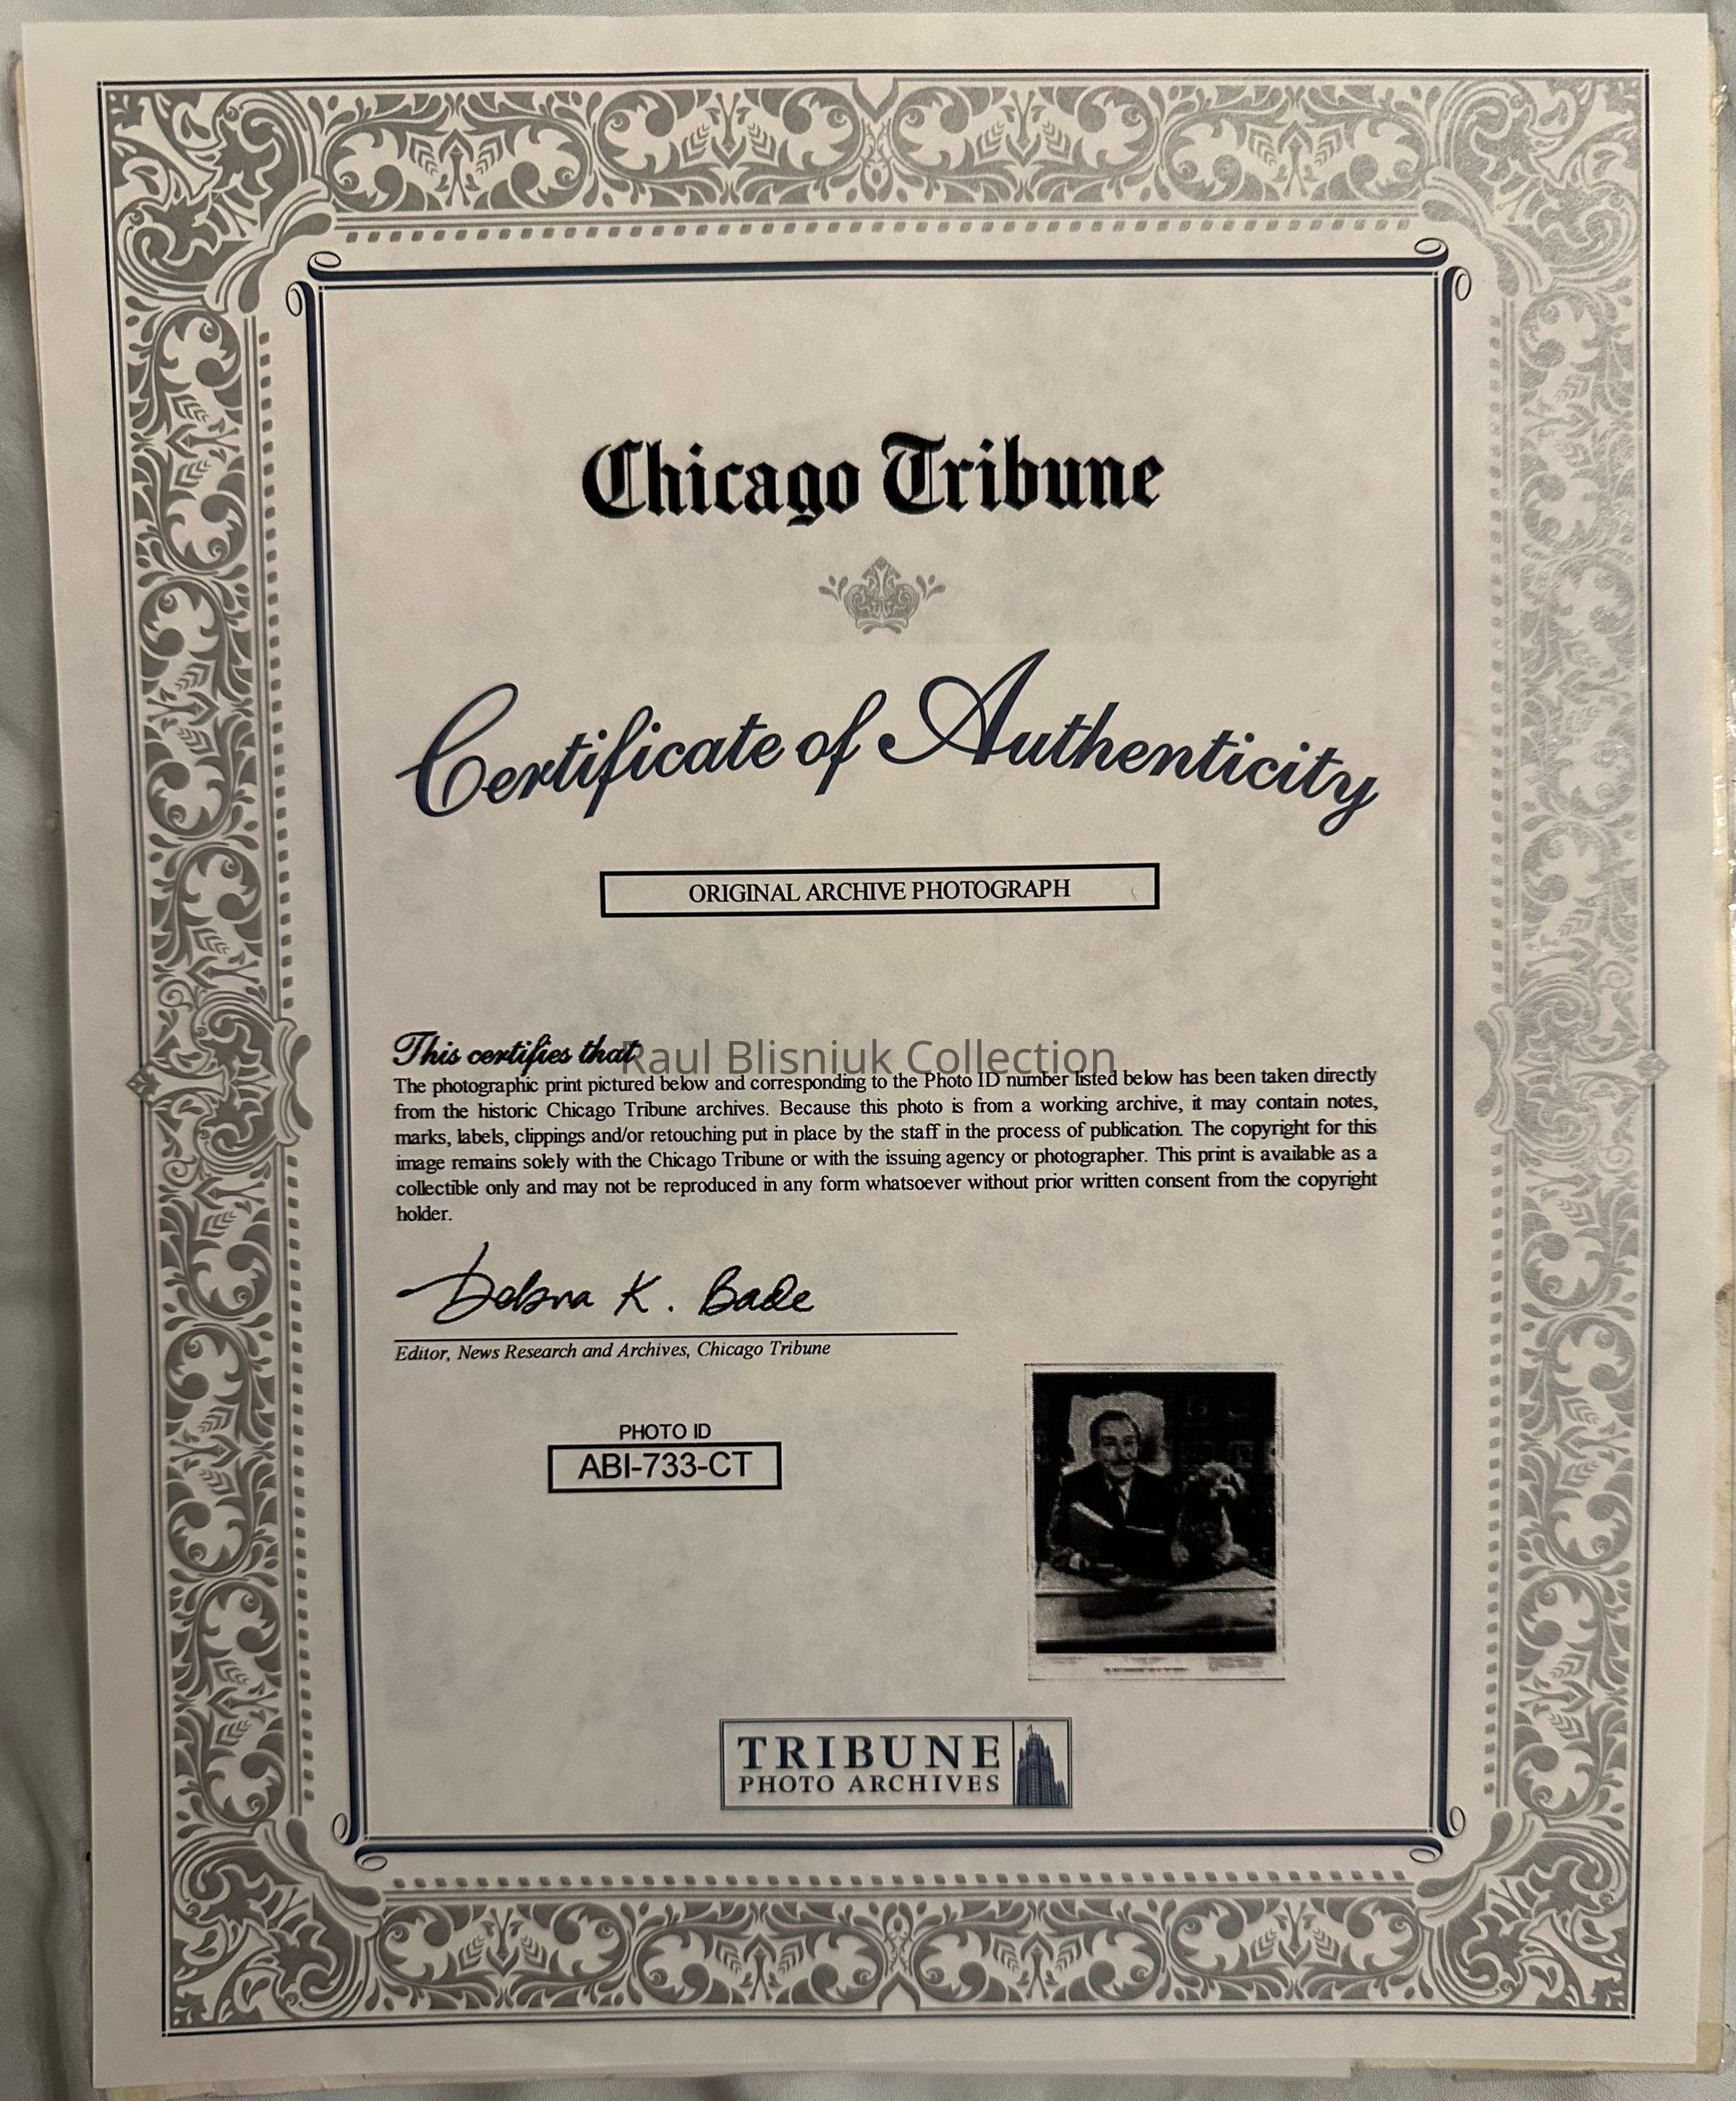 Chicago Tribune
Certificate of Authenticity
ORIGINAL ARCHIVE PHOTOGRAPH
This certifies that
Raul Blisniuk Collection
The photographic print pictured below and corresponding to the Photo ID number listed below has been taken directly
from the historic Chicago Tribune archives. Because this photo is from a working archive, it may contain notes,
marks, labels, clippings and/or retouching put in place by the staff in the process of publication. The copyright for this
image remains solely with the Chicago Tribune or with the issuing agency or photographer. This print is available as a
collectible only and may not be reproduced in any form whatsoever without prior written consent from the copyright
holder.
Debra K. Bade
Editor, News Research and Archives, Chicago Tribune
PHOTO ID
ABI-733-CT
TRIBUNE
PHOTO ARCHIVES